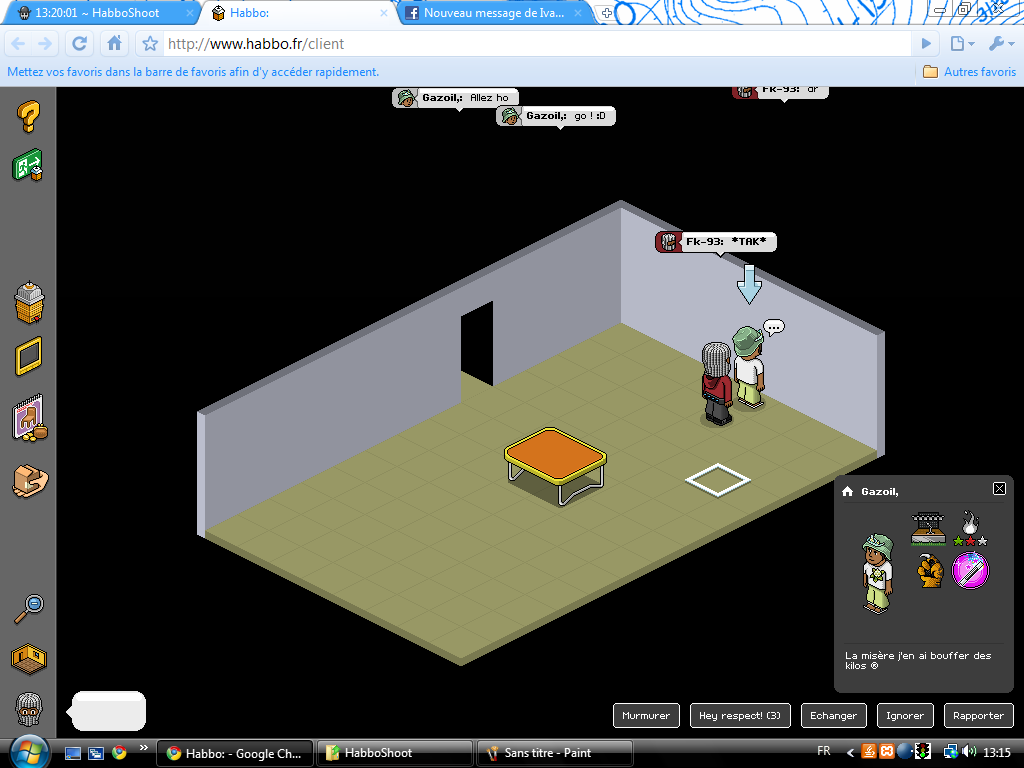 13:20:01 ~ HabboShoot
Habbo:
Nouveau message de Iva...
http://www.habbo.fr/client
Mettez vos favoris dans la barre de favoris afin d'y accéder rapidement.
Autres favoris
Gazoil,: Allez ho
Fk-93: dr
Gazoil,: go ! :D
Fk-93: *TAK*
...
Gazoil,
La misère j'en ai bouffer des
kilos ®
Murmurer
Hey respect! (3)
Echanger
Ignorer
Rapporter
Habbo: - Google Ch...
HabboShoot
Sans titre - Paint
FR
13:15